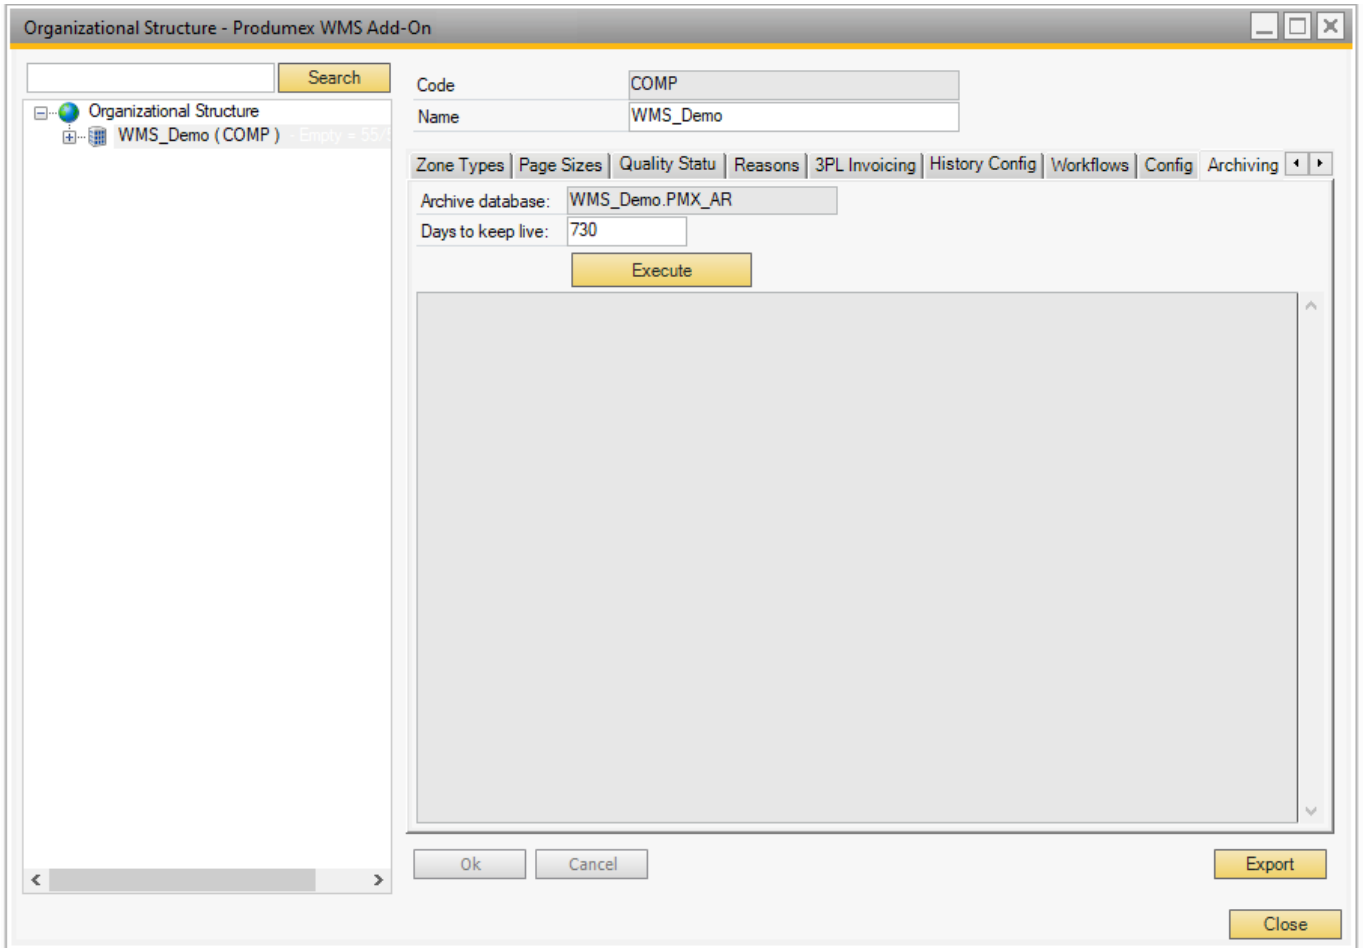 Organizational Structure - Produmex WMS Add-On
Search
Organizational Structure
WMS_Demo ( COMP ) - Empty = 55/
Code COMP
Name WMS_Demo
Zone Types Page Sizes Quality Statu Reasons 3PL Invoicing History Config Workflows Config Archiving
Archive database: WMS_Demo.PMX_AR
Days to keep live: 730
Execute
Ok Cancel Export
Close